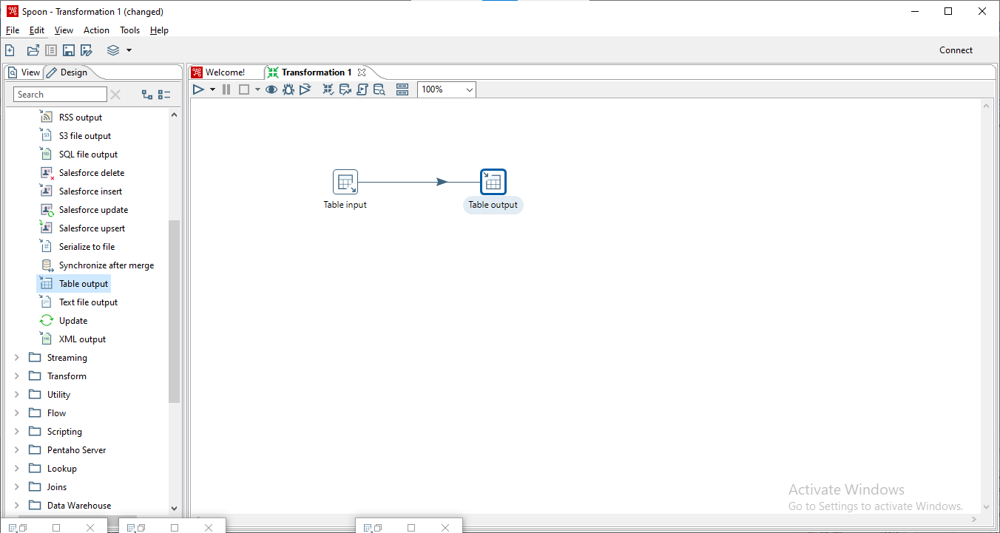 Spoon - Transformation 1 (changed)
File Edit View Action Tools Help
Connect
View Design
Welcome! Transformation 1
Search
100%
RSS output
S3 file output
SQL file output
Salesforce delete
Salesforce insert
Salesforce update
Salesforce upsert
Serialize to file
Synchronize after merge
Table output
Text file output
Update
XML output
Streaming
Transform
Utility
Flow
Scripting
Pentaho Server
Lookup
Joins
Data Warehouse
Table input
Table output
Activate Windows
Go to Settings to activate Windows.